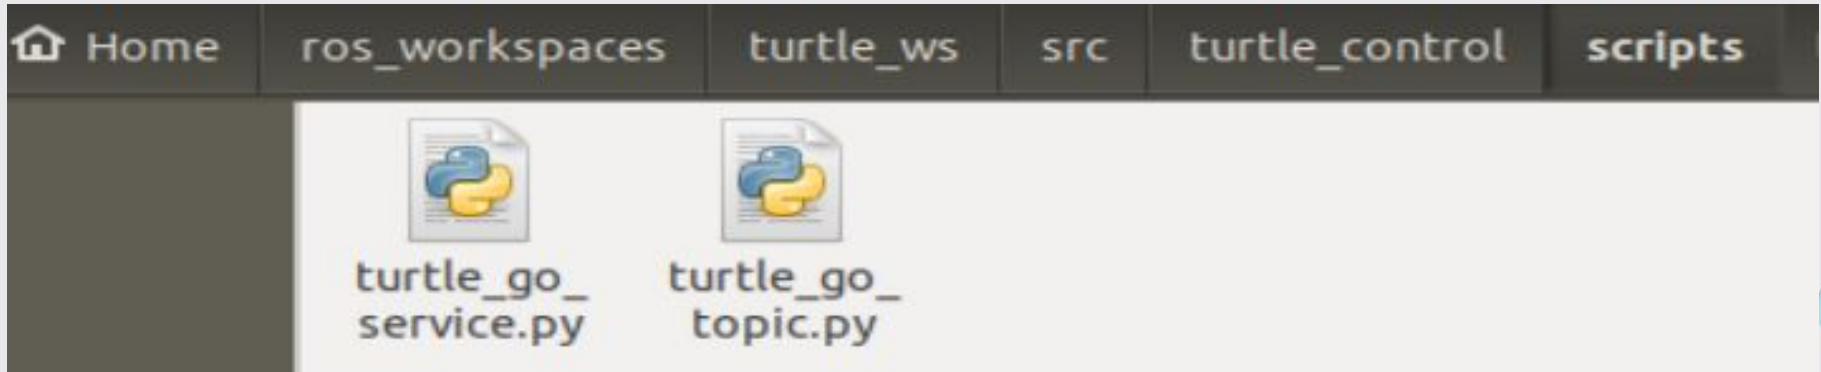 Home ros_workspaces turtle_ws src turtle_control scripts
turtle_go_ turtle_go_
service.py topic.py